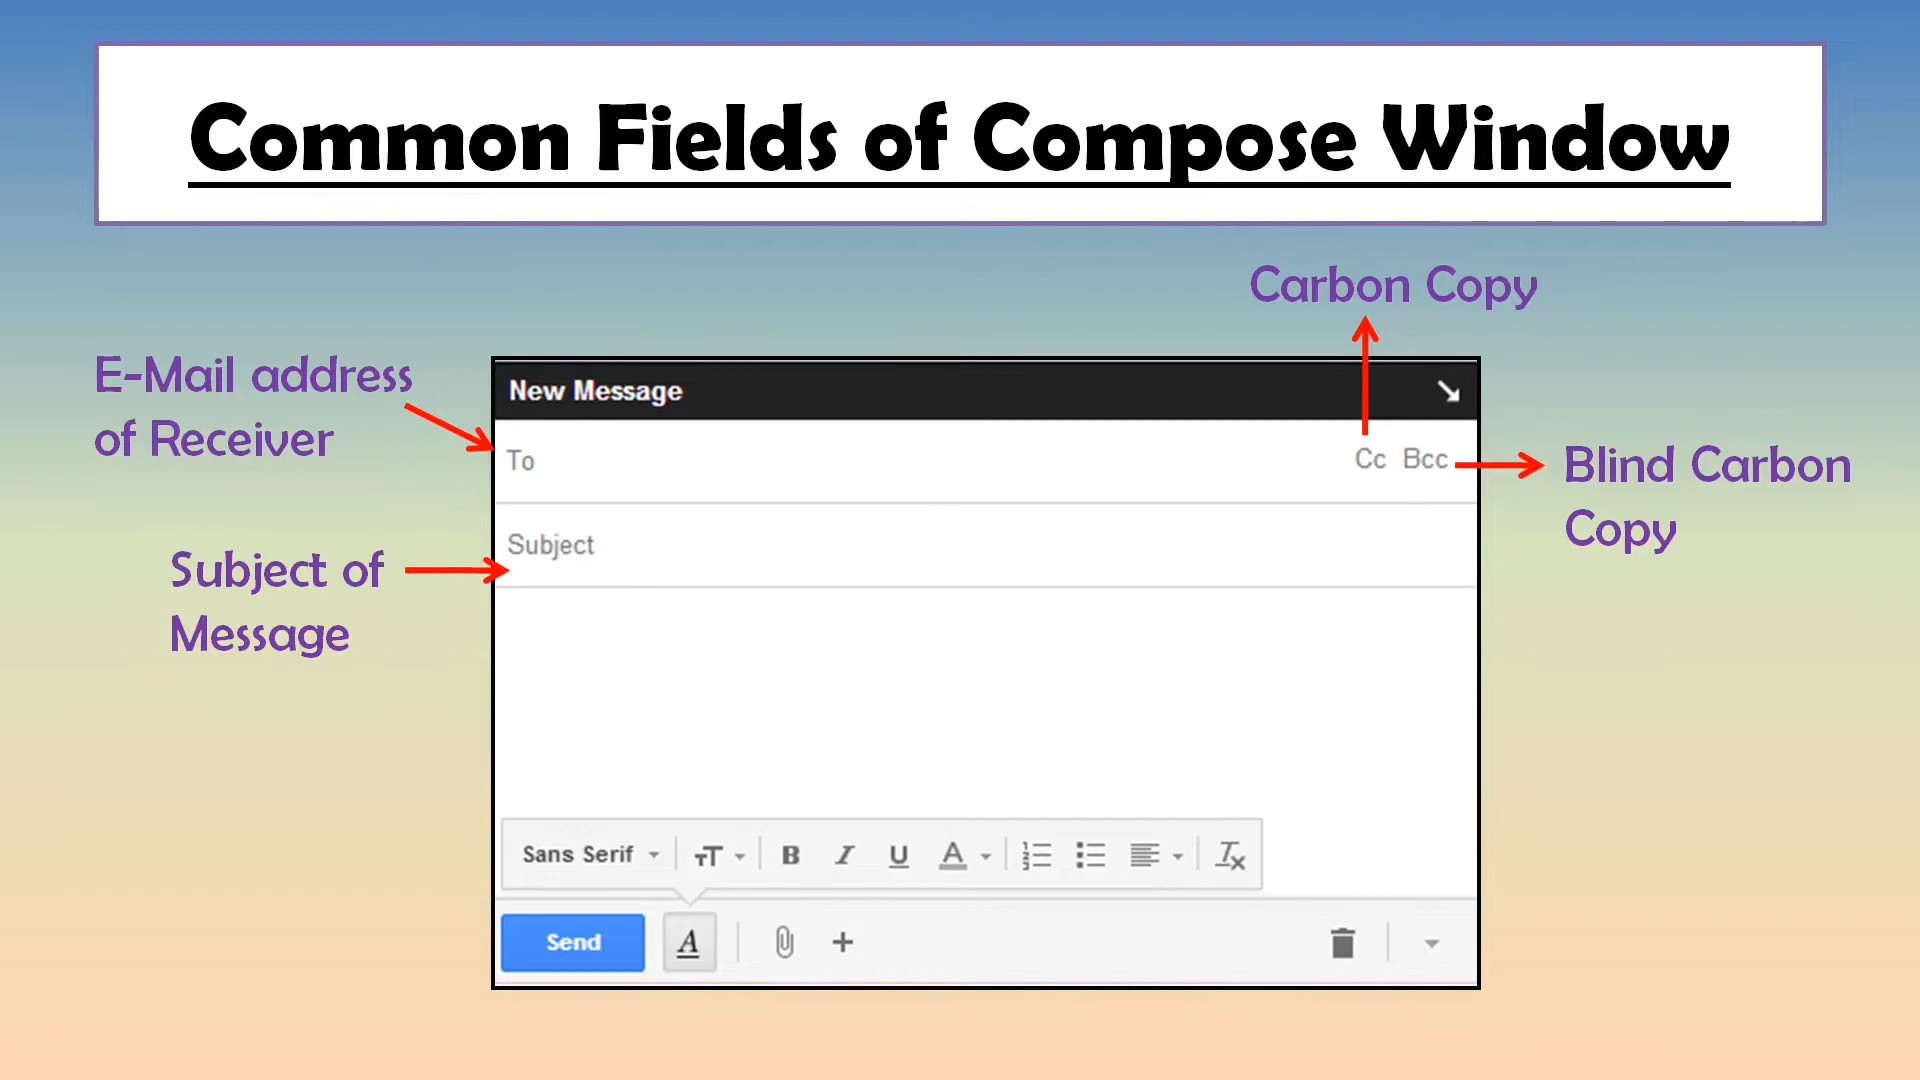 Common Fields of Compose Window
Carbon Copy
E-Mail address
of Receiver
New Message
To
Cc Bcc
Blind Carbon
Copy
Subject
Subject of
Message
Sans Serif
TT
B I U A
Send
A